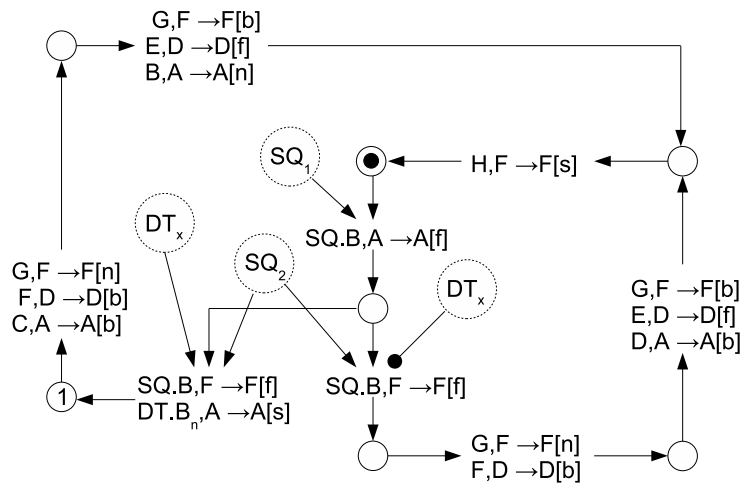 G,F →F[b]
E,D →D[f]
B,A →A[n]
SQ1
H,F →F[s]
DTx
SQ.B,A →A[f]
SQ2
DTx
G,F →F[n]
F,D →D[b]
C,A →A[b]
G,F →F[b]
E,D →D[f]
D,A →A[b]
1
SQ.B,F →F[f]
DT.Bn,A →A[s]
SQ.B,F →F[f]
G,F →F[n]
F,D →D[b]